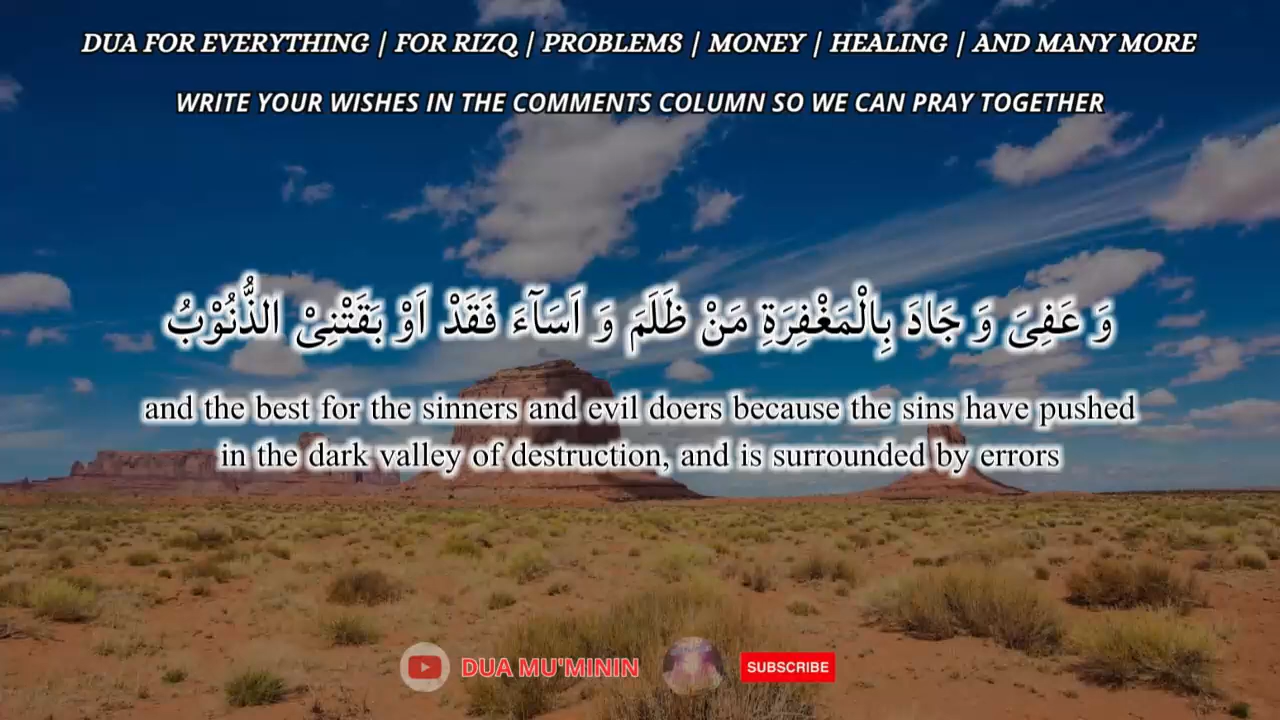 DUA FOR EVERYTHING | FOR RIZQ | PROBLEMS | MONEY | HEALING | AND MANY MORE
WRITE YOUR WISHES IN THE COMMENTS COLUMN SO WE CAN PRAY TOGETHER
وَ عَفِىَ وَ جَادَ بِالْمَغْفِرَةِ مَنْ ظَلَمَ وَ اَسَآءَ فَقَدْ اَوْ بَقَتْنِىْ الذُّنُوْبُ
and the best for the sinners and evil doers because the sins have pushed
in the dark valley of destruction, and is surrounded by errors
DUA MU'MININ
SUBSCRIBE